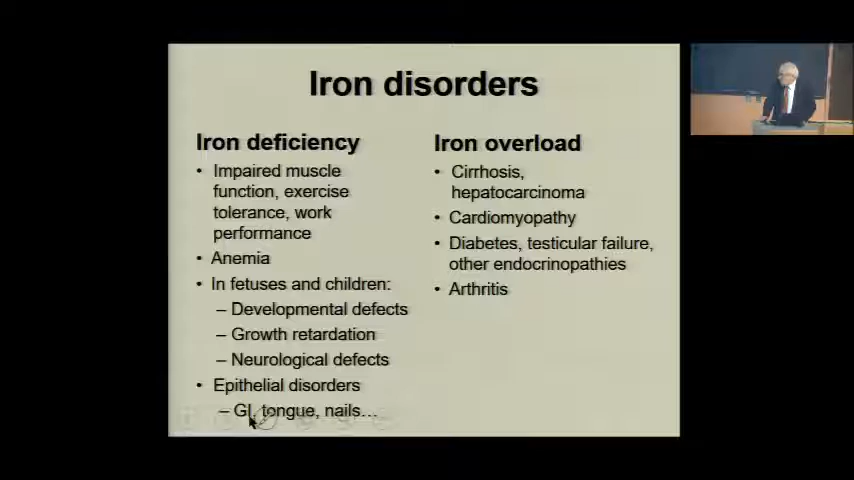 Iron disorders
Iron deficiency
• Impaired muscle
function, exercise
tolerance, work
performance
• Anemia
• In fetuses and children:
– Developmental defects
– Growth retardation
– Neurological defects
• Epithelial disorders
– GI, tongue, nails…
Iron overload
• Cirrhosis,
hepatocarcinoma
• Cardiomyopathy
• Diabetes, testicular failure,
other endocrinopathies
• Arthritis